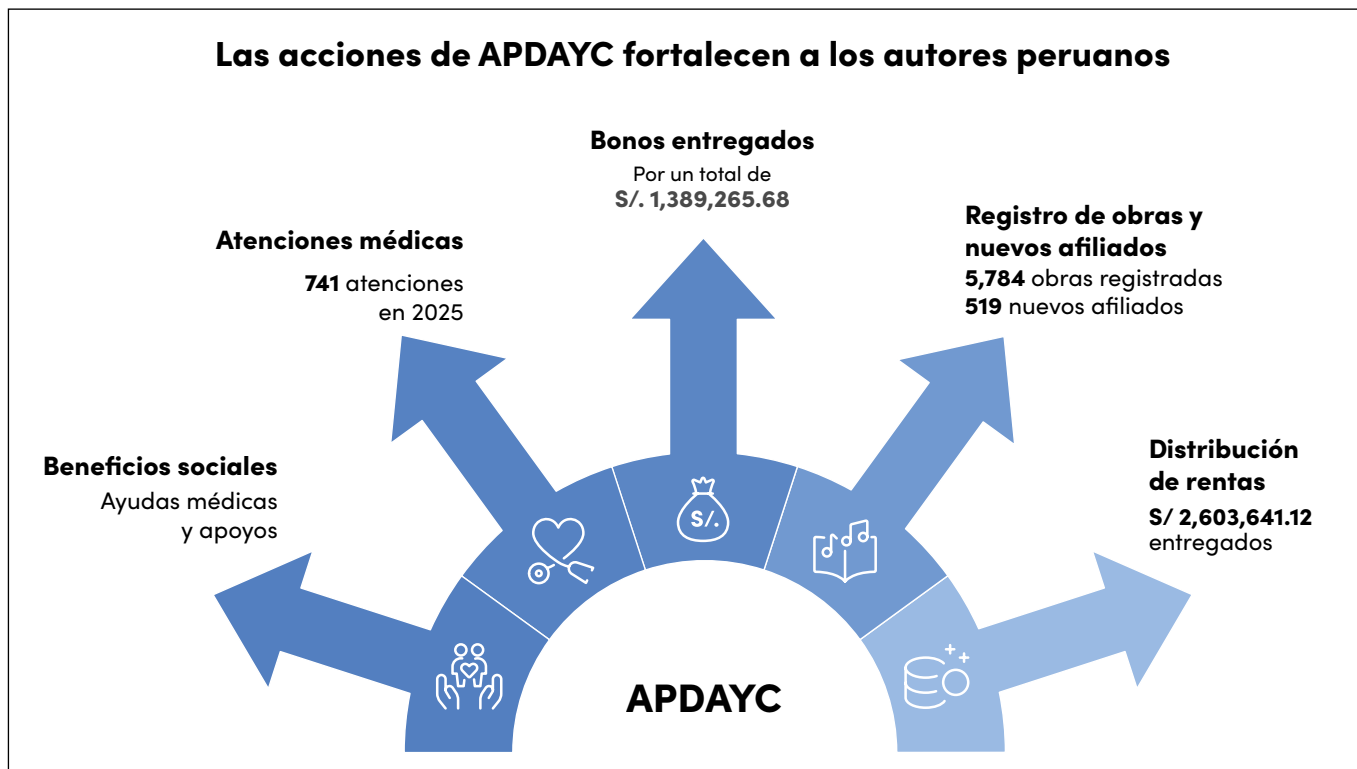 Las acciones de APDAYC fortalecen a los autores peruanos
Bonos entregados
Por un total de
S/. 1,389,265.68
Atenciones médicas
741 atenciones
en 2025
Registro de obras y
nuevos afiliados
5,784 obras registradas
519 nuevos afiliados
Beneficios sociales
Ayudas médicas
y apoyos
Distribución
de rentas
S/ 2,603,641.12
entregados
S/.
APDAYC